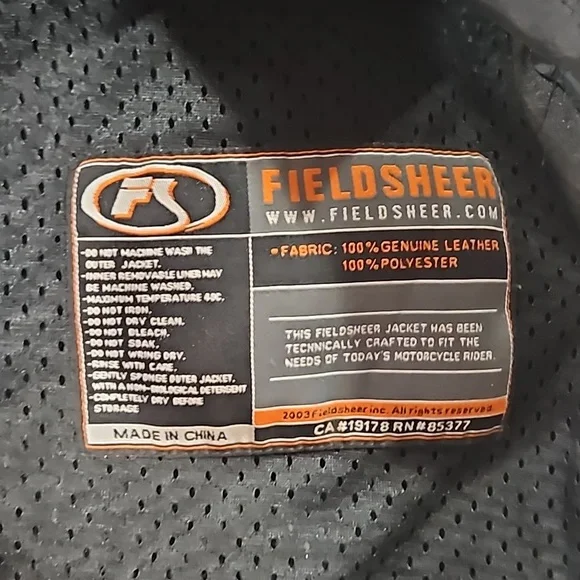 FS
FIELDSHEER
WWW.FIELDSHEER.COM
-DO NOT MACHINE WASH THE
OUTER JACKET.
-INNER REMOVABLE LINER MAY
BE MACHINE WASHED.
-MAXIMUM TEMPERATURE 40C.
-DO NOT IRON.
-DO NOT DRY CLEAN.
-DO NOT BLEACH.
-DO NOT SOAK.
-DO NOT WRING DRY.
-RINSE WITH CARE.
-GENTLY SPONGE OUTER JACKET,
WITH A NON-BIOLOGICAL DETERGENT
-COMPLETELY DRY BEFORE
STORAGE
MADE IN CHINA
FABRIC: 100% GENUINE LEATHER
100% POLYESTER
THIS FIELDSHEER JACKET HAS BEEN
TECHNICALLY CRAFTED TO FIT THE
NEEDS OF TODAY'S MOTORCYCLE RIDER.
2003 Fieldsheer inc. All rights reserved
CA #19178 RN #85377